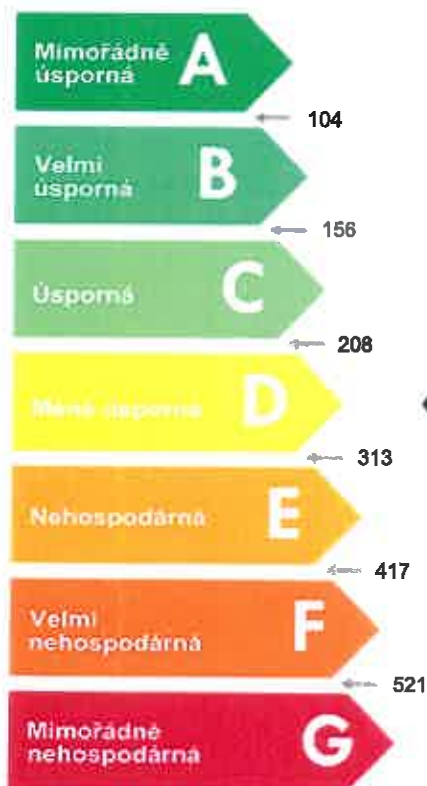 Mimořádně
úsporná
A
104
Velmi
úsporná
B
156
Úsporná
C
208
Méně úsporná
D
313
Nehospodárná
E
417
Velmi
nehospodárná
F
521
Mimořádně
nehospodárná
G